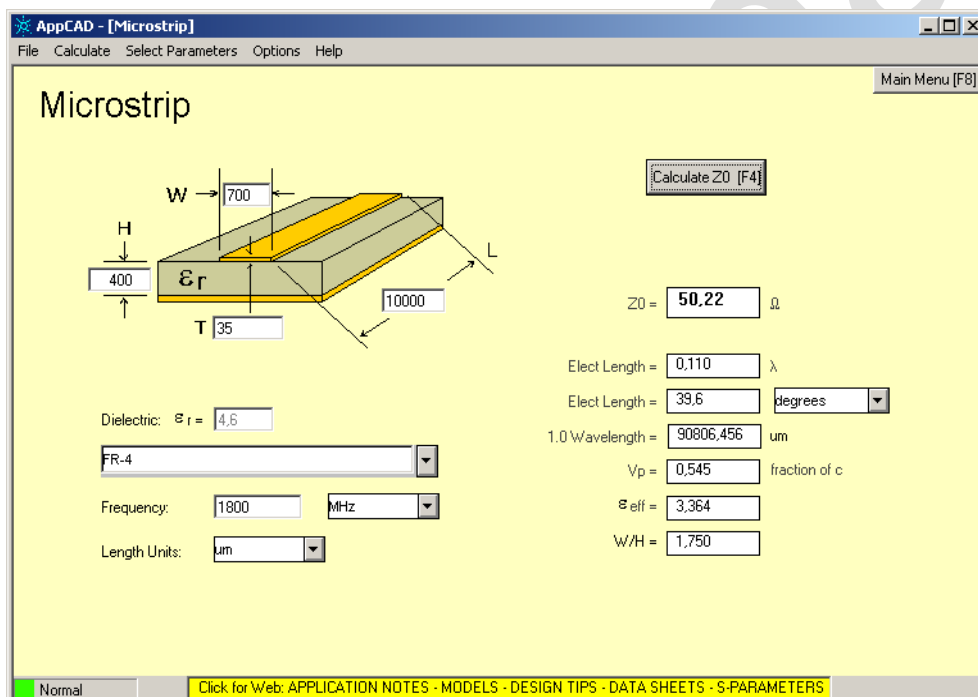 AppCAD - [Microstrip]
File Calculate Select Parameters Options Help
Main Menu [F8]
Microstrip
Calculate Z0 [F4]
W 700
H
400
εr
L
10000
T 35
Z0 = 50,22 Ω
Elect Length = 0,110 λ
Elect Length = 39,6 degrees
1.0 Wavelength = 90806,456 um
Vp = 0,545 fraction of c
ε eff = 3,364
W/H = 1,750
Dielectric: ε r = 4,6
FR-4
Frequency: 1800 MHz
Length Units: um
Normal
Click for Web: APPLICATION NOTES - MODELS - DESIGN TIPS - DATA SHEETS - S-PARAMETERS